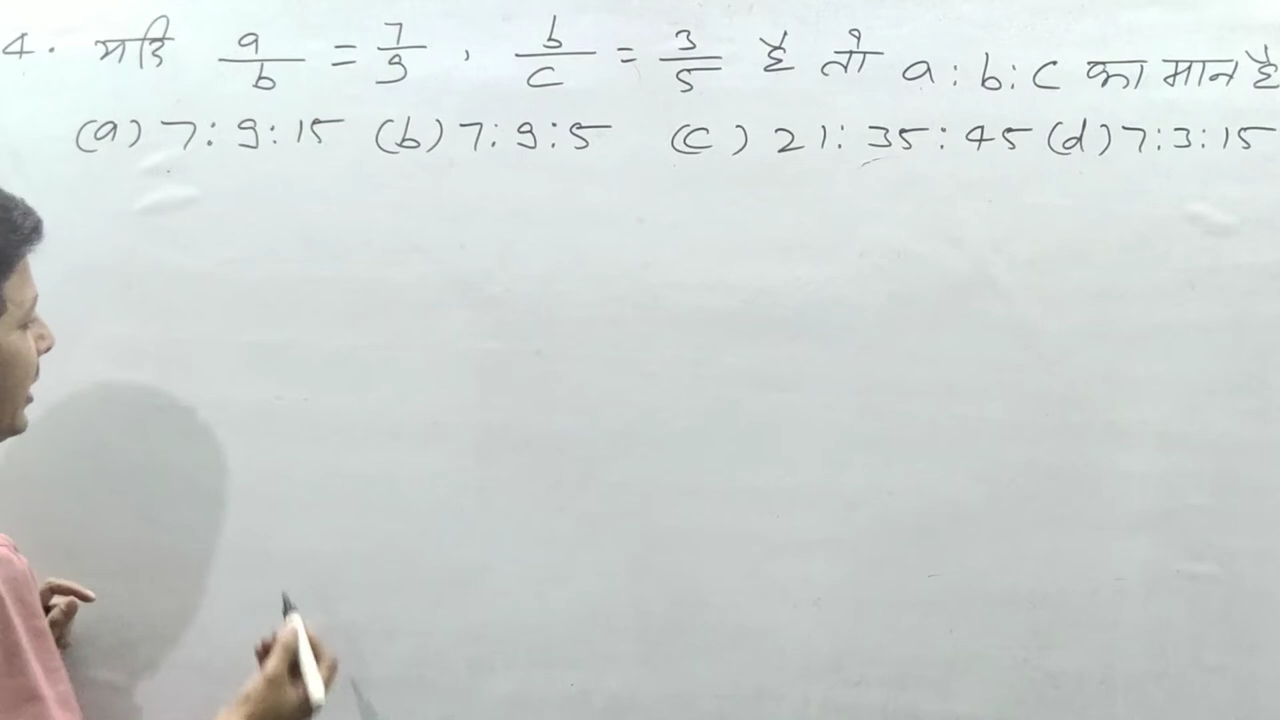 4. यदि a/b = 7/9 , b/c = 3/5 है तो a : b : c का मान है
(a) 7 : 9 : 15 (b) 7 : 9 : 5 (c) 21 : 35 : 45 (d) 7 : 3 : 15